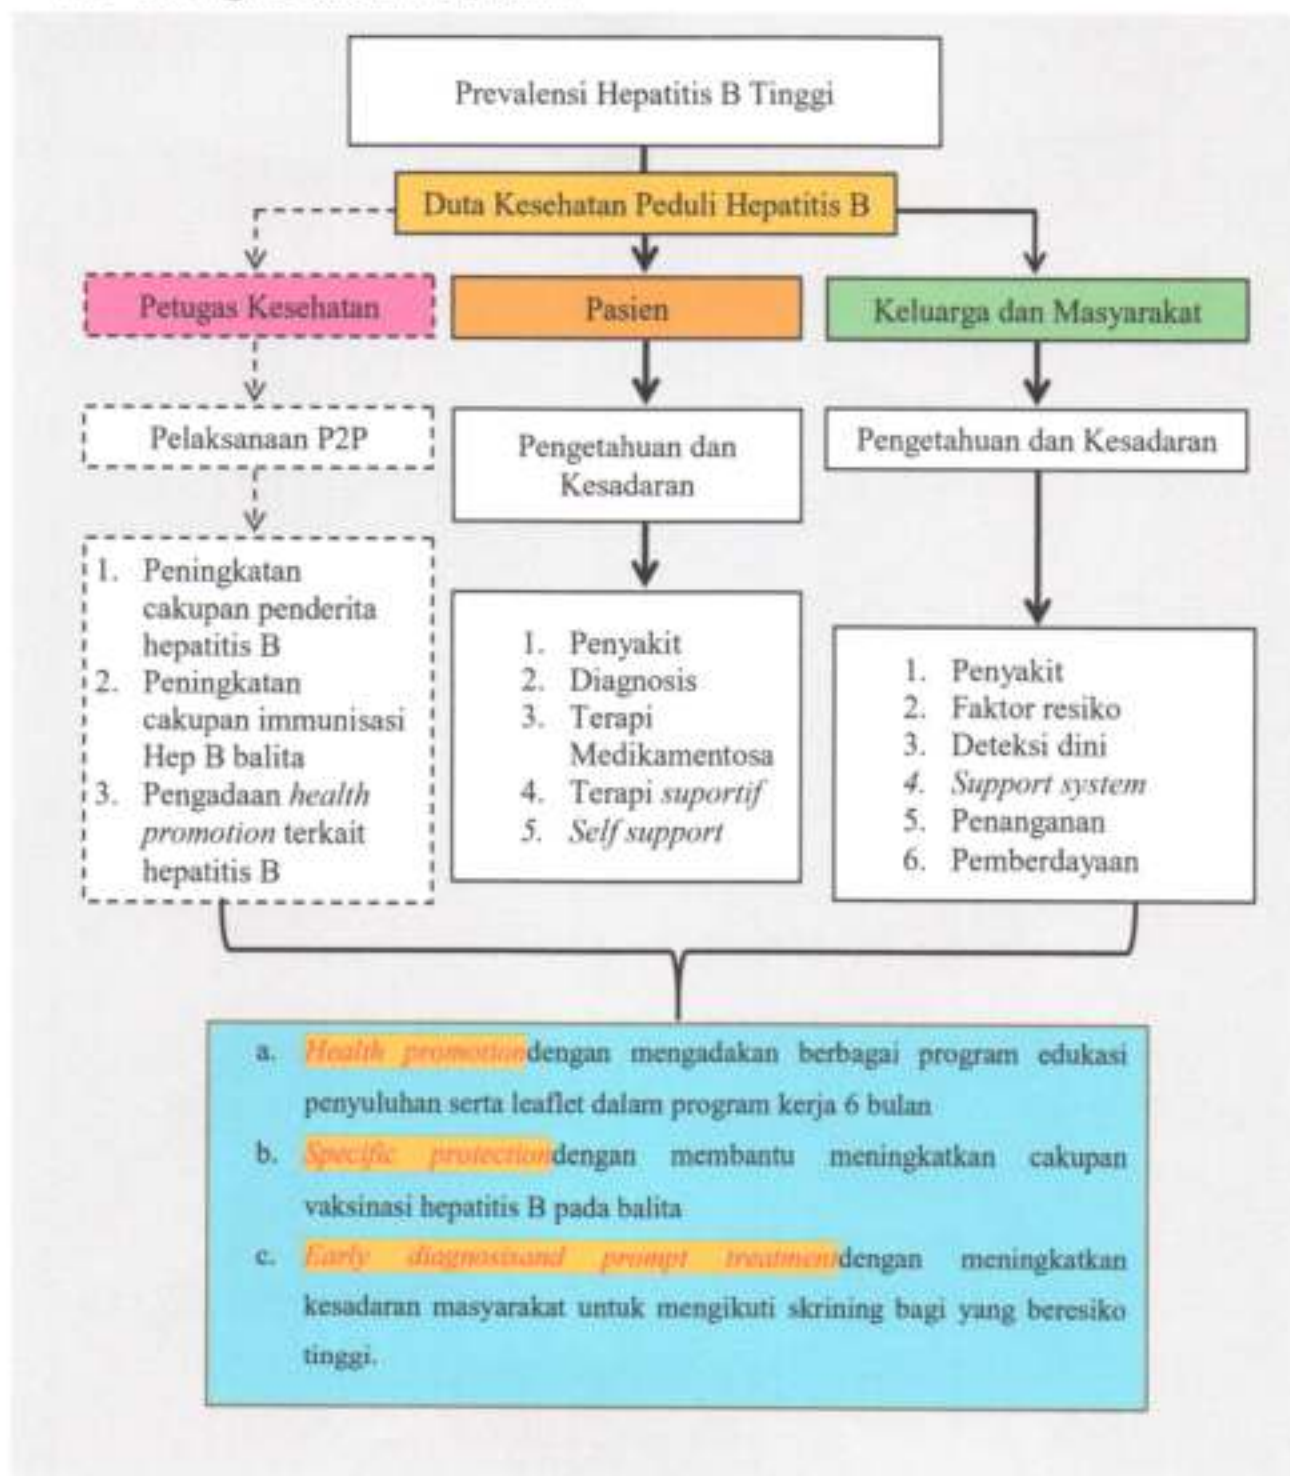 Prevalensi Hepatitis B Tinggi
Duta Kesehatan Peduli Hepatitis B
Petugas Kesehatan
Pelaksanaan P2P
1. Peningkatan
cakupan penderita
hepatitis B
2. Peningkatan
cakupan immunisasi
Hep B balita
3. Pengadaan health
promotion terkait
hepatitis B
Pasien
Pengetahuan dan
Kesadaran
1. Penyakit
2. Diagnosis
3. Terapi
Medikamentosa
4. Terapi suportif
5. Self support
Keluarga dan Masyarakat
Pengetahuan dan Kesadaran
1. Penyakit
2. Faktor resiko
3. Deteksi dini
4. Support system
5. Penanganan
6. Pemberdayaan
a. Health promotiondengan mengadakan berbagai program edukasi
penyuluhan serta leaflet dalam program kerja 6 bulan
b. Specific protectiondengan membantu meningkatkan cakupan
vaksinasi hepatitis B pada balita
c. Early diagnosisand prompt treatmentdengan meningkatkan
kesadaran masyarakat untuk mengikuti skrining bagi yang beresiko
tinggi.